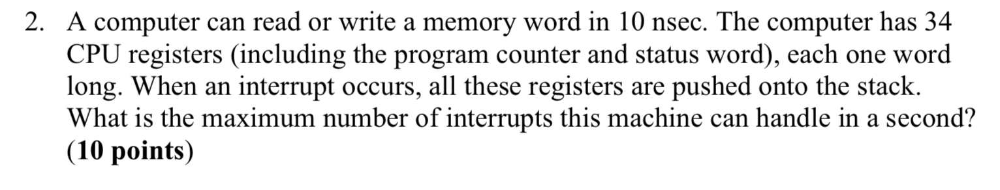 2. A computer can read or write a memory word in 10 nsec. The computer has 34
CPU registers (including the program counter and status word), each one word
long. When an interrupt occurs, all these registers are pushed onto the stack.
What is the maximum number of interrupts this machine can handle in a second?
(10 points)